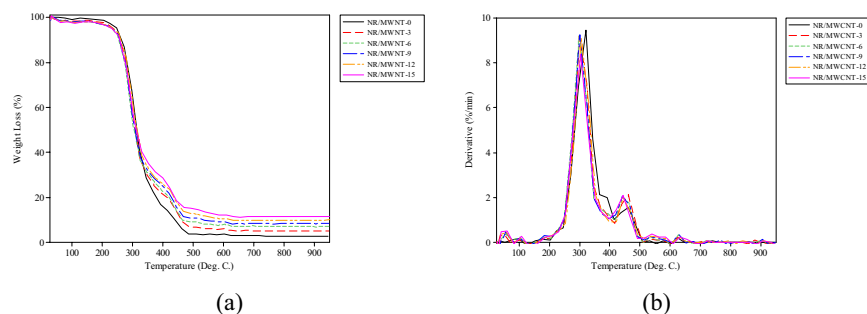 NR/MWNT-0
NR/MWNT-3
NR/MWNT-6
NR/MWNT-9
NR/MWNT-12
NR/MWNT-15
100
80
60
40
20
0
Weight Loss (%)
100 200 300 400 500 600 700 800 900
Temperature (Deg. C.)
(a)
NR/MWCNT-0
NR/MWCNT-3
NR/MWCNT-6
NR/MWCNT-9
NR/MWCNT-12
NR/MWCNT-15
10
8
6
4
2
0
Derivative (%/min)
100 200 300 400 500 600 700 800 900
Temperature (Deg. C.)
(b)